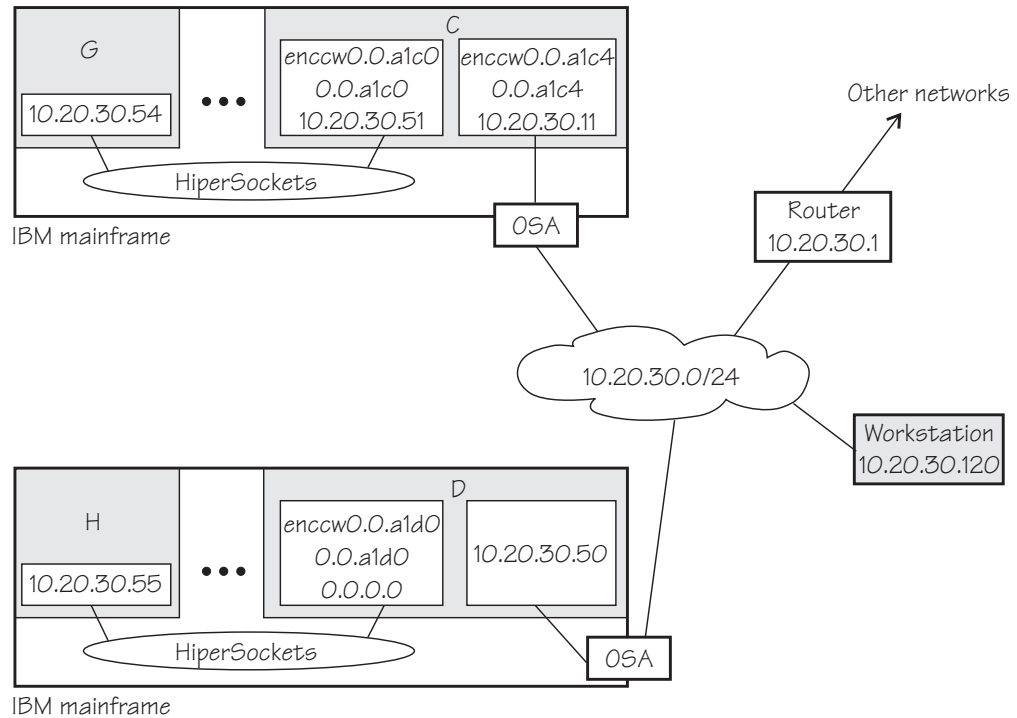 G
10.20.30.54
C
enccw0.0.a1c0
0.0.a1c0
10.20.30.51
enccw0.0.a1c4
0.0.a1c4
10.20.30.11
HiperSockets
OSA
IBM mainframe
Other networks
Router
10.20.30.1
10.20.30.0/24
Workstation
10.20.30.120
H
10.20.30.55
D
enccw0.0.a1d0
0.0.a1d0
0.0.0.0
10.20.30.50
HiperSockets
OSA
IBM mainframe